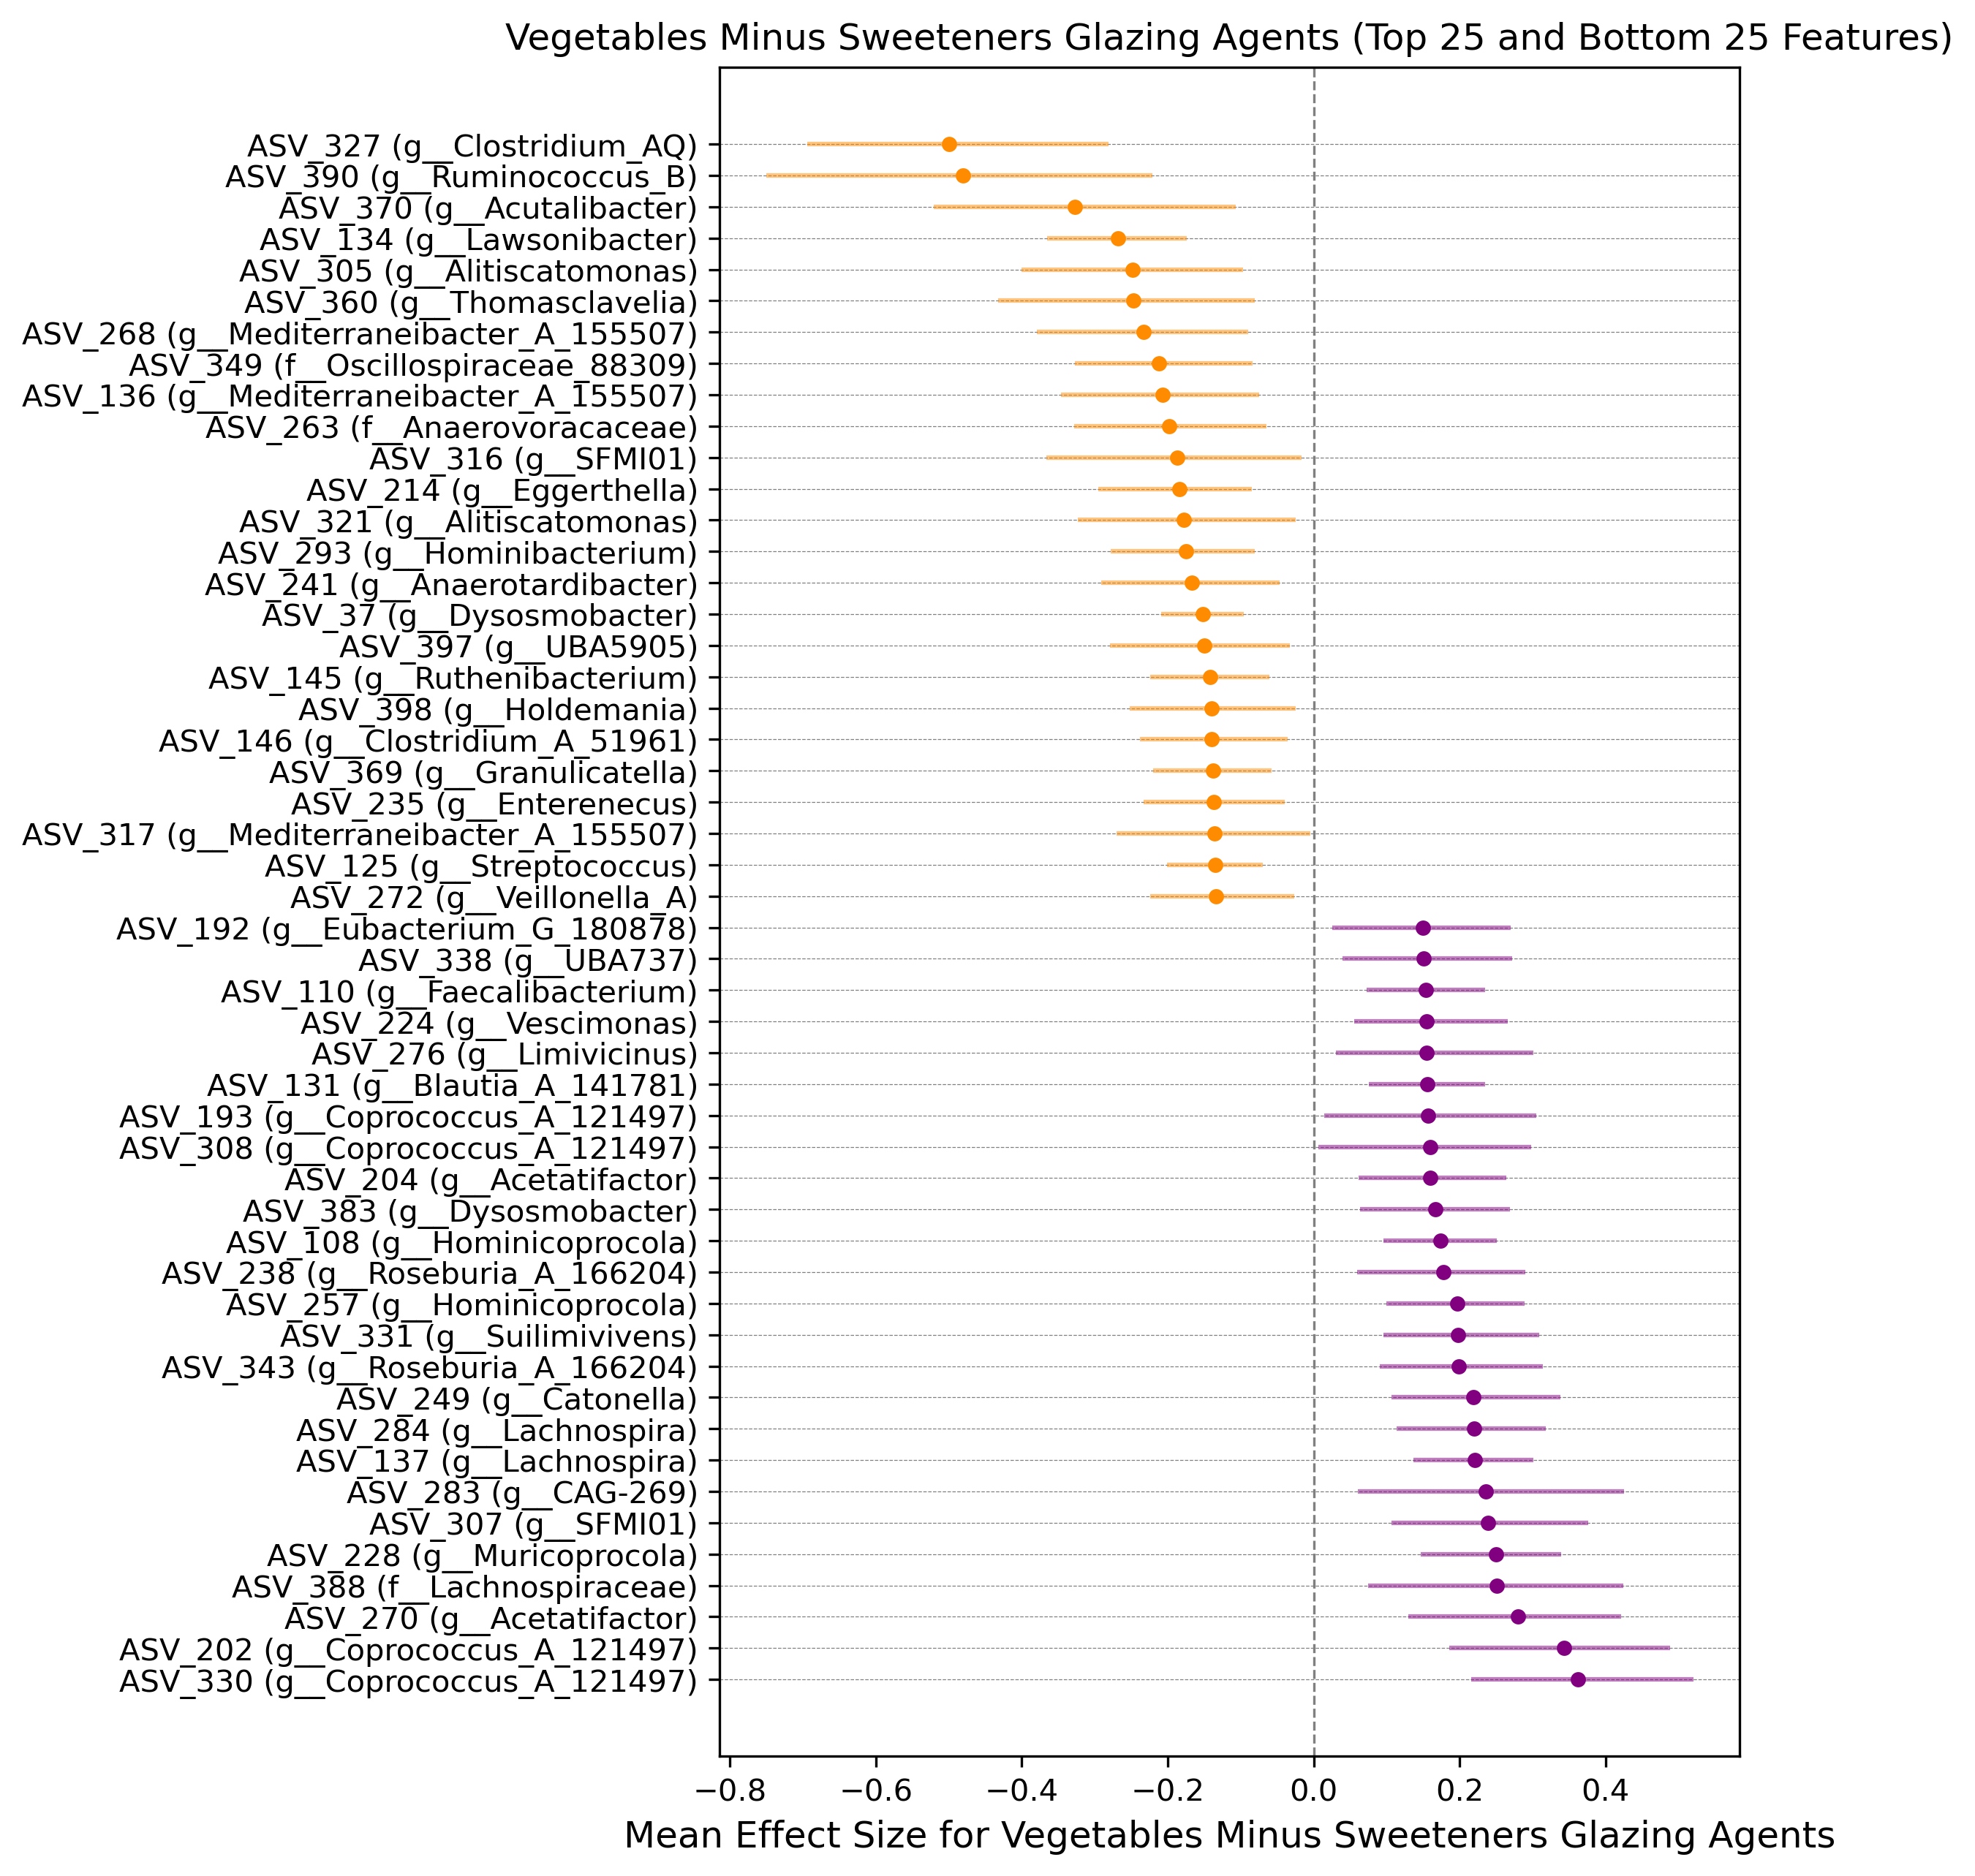 Vegetables Minus Sweeteners Glazing Agents (Top 25 and Bottom 25 Features)
ASV_327 (g__Clostridium_AQ)
ASV_390 (g__Ruminococcus_B)
ASV_370 (g__Acutalibacter)
ASV_134 (g__Lawsonibacter)
ASV_305 (g__Alitiscatomonas)
ASV_360 (g__Thomasclavelia)
ASV_268 (g__Mediterraneibacter_A_155507)
ASV_349 (f__Oscillospiraceae_88309)
ASV_136 (g__Mediterraneibacter_A_155507)
ASV_263 (f__Anaerovoracaceae)
ASV_316 (g__SFMI01)
ASV_214 (g__Eggerthella)
ASV_321 (g__Alitiscatomonas)
ASV_293 (g__Hominibacterium)
ASV_241 (g__Anaerotardibacter)
ASV_37 (g__Dysosmobacter)
ASV_397 (g__UBA5905)
ASV_145 (g__Ruthenibacterium)
ASV_398 (g__Holdemania)
ASV_146 (g__Clostridium_A_51961)
ASV_369 (g__Granulicatella)
ASV_235 (g__Enterenecus)
ASV_317 (g__Mediterraneibacter_A_155507)
ASV_125 (g__Streptococcus)
ASV_272 (g__Veillonella_A)
ASV_192 (g__Eubacterium_G_180878)
ASV_338 (g__UBA737)
ASV_110 (g__Faecalibacterium)
ASV_224 (g__Vescimonas)
ASV_276 (g__Limivicinus)
ASV_131 (g__Blautia_A_141781)
ASV_193 (g__Coprococcus_A_121497)
ASV_308 (g__Coprococcus_A_121497)
ASV_204 (g__Acetatifactor)
ASV_383 (g__Dysosmobacter)
ASV_108 (g__Hominicoprocola)
ASV_238 (g__Roseburia_A_166204)
ASV_257 (g__Hominicoprocola)
ASV_331 (g__Suilimivivens)
ASV_343 (g__Roseburia_A_166204)
ASV_249 (g__Catonella)
ASV_284 (g__Lachnospira)
ASV_137 (g__Lachnospira)
ASV_283 (g__CAG-269)
ASV_307 (g__SFMI01)
ASV_228 (g__Muricoprocola)
ASV_388 (f__Lachnospiraceae)
ASV_270 (g__Acetatifactor)
ASV_202 (g__Coprococcus_A_121497)
ASV_330 (g__Coprococcus_A_121497)
−0.8 −0.6 −0.4 −0.2 0.0 0.2 0.4
Mean Effect Size for Vegetables Minus Sweeteners Glazing Agents